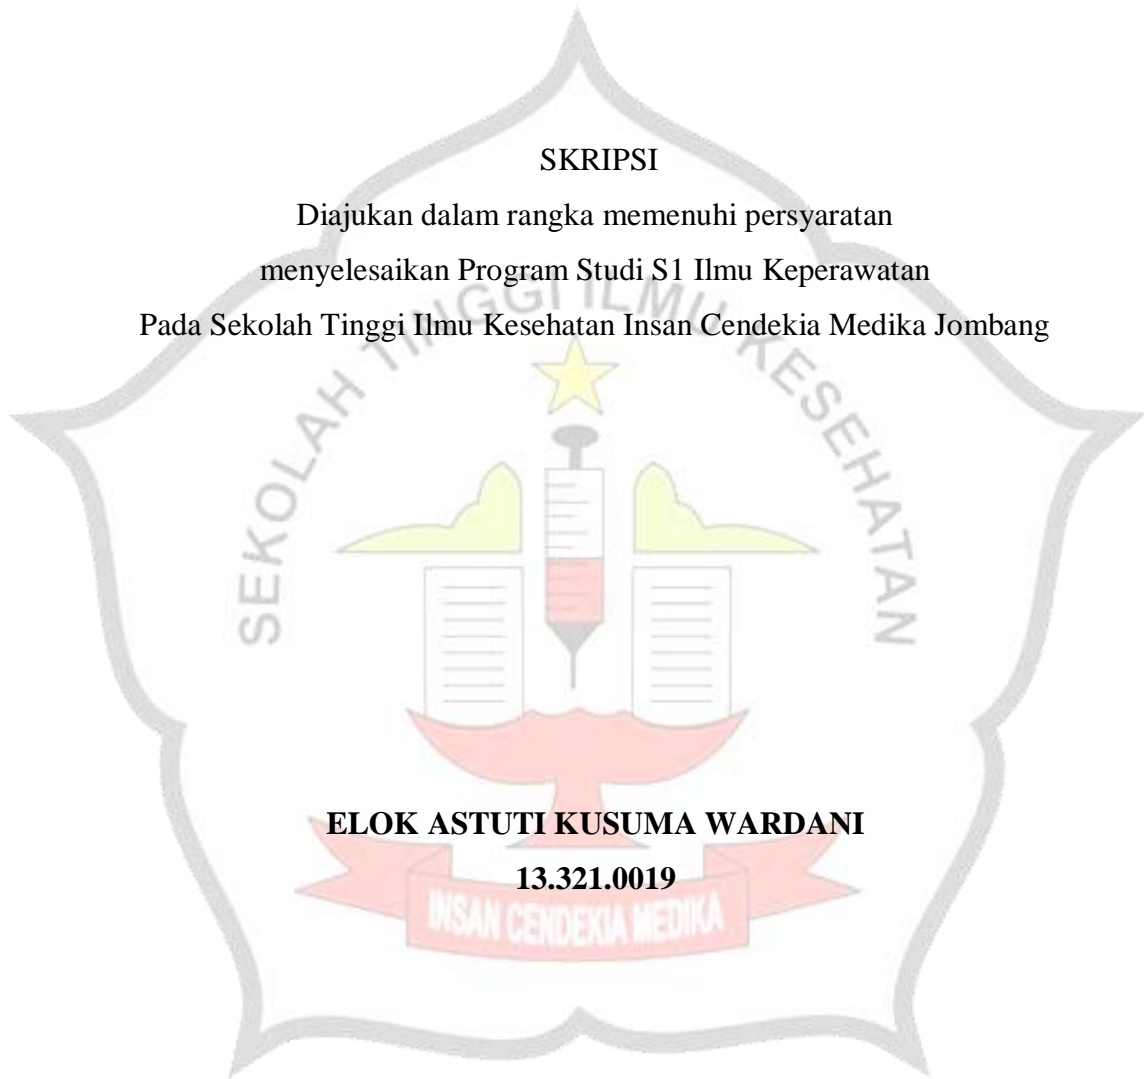 SKRIPSI
Diajukan dalam rangka memenuhi persyaratan
menyelesaikan Program Studi S1 Ilmu Keperawatan
Pada Sekolah Tinggi Ilmu Kesehatan Insan Cendekia Medika Jombang
SEKOLAH TINGGI ILMU KESEHATAN
ELOK ASTUTI KUSUMA WARDANI
13.321.0019
INSAN CENDEKIA MEDIKA